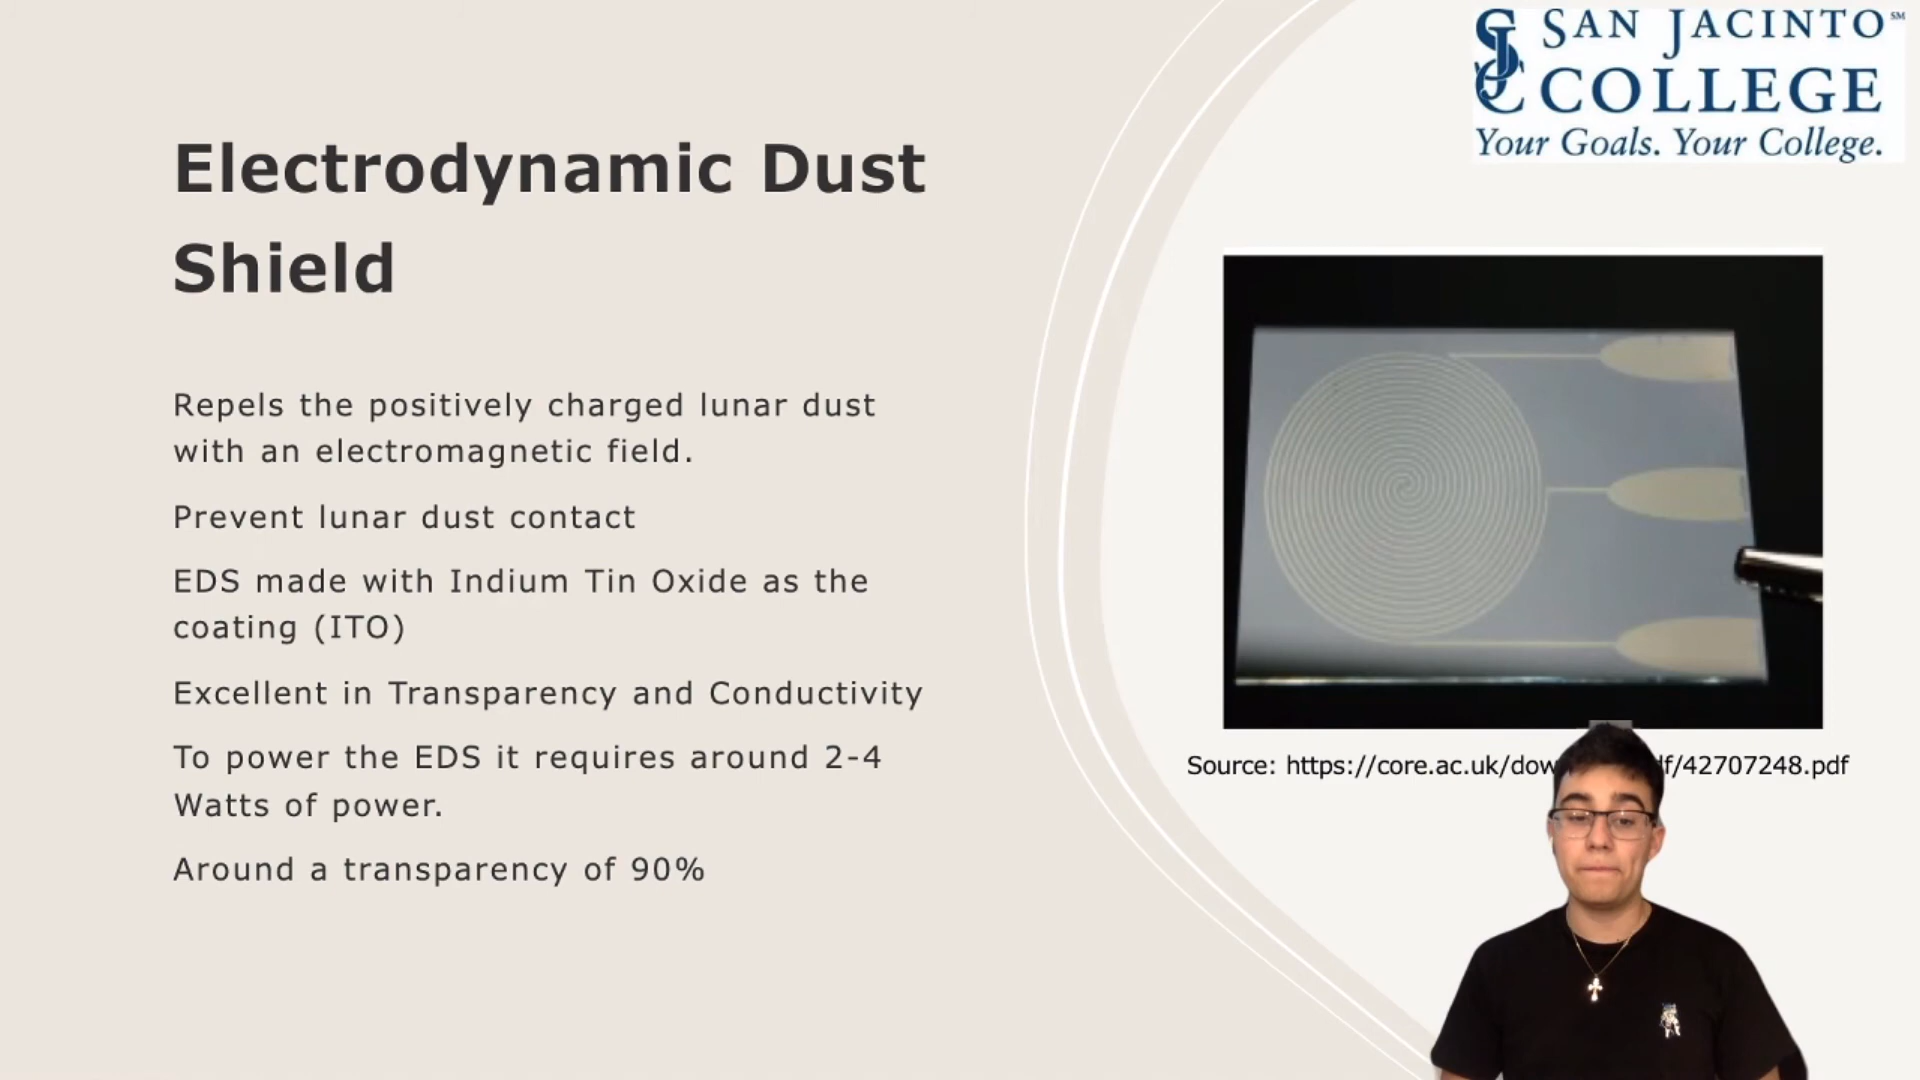 SAN JACINTO SM
COLLEGE
Your Goals. Your College.
Electrodynamic Dust
Shield
Repels the positively charged lunar dust
with an electromagnetic field.
Prevent lunar dust contact
EDS made with Indium Tin Oxide as the
coating (ITO)
Excellent in Transparency and Conductivity
To power the EDS it requires around 2-4
Watts of power.
Around a transparency of 90%
Source: https://core.ac.uk/dow df/42707248.pdf